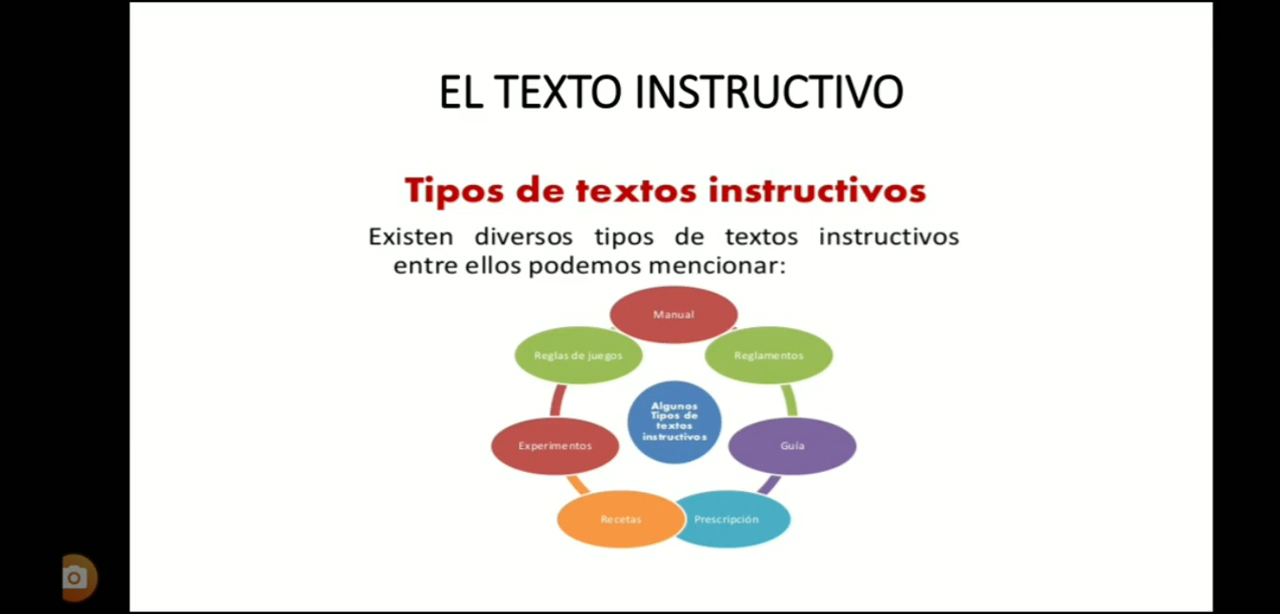 EL TEXTO INSTRUCTIVO
Tipos de textos instructivos
Existen diversos tipos de textos instructivos
entre ellos podemos mencionar:
Manual
Reglas de juegos
Reglamentos
Algunos
Tipos de
textos
instructivos
Experimentos
Guía
Recetas
Prescripción